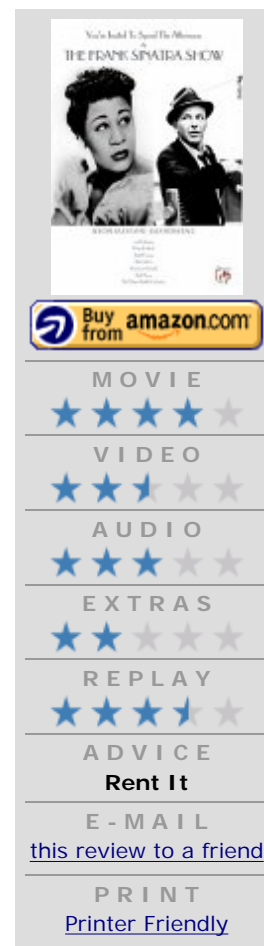 You're Invited To Spend The Afternoon
THE FRANK SINATRA SHOW
Buy from amazon.com
MOVIE
VIDEO
AUDIO
EXTRAS
REPLAY
ADVICE
Rent It
E-MAIL
this review to a friend
PRINT
Printer Friendly